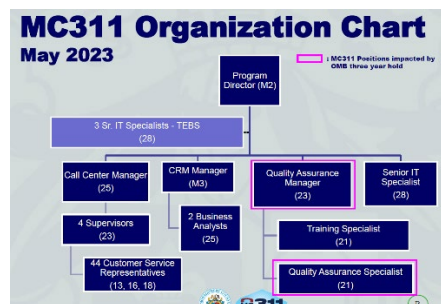 MC311 Organization Chart
May 2023
: MC311 Positions impacted by
OMB three year hold
Program
Director (M2)
3 Sr. IT Specialists - TEBS
(28)
Call Center Manager
(25)
CRM Manager
(M3)
Quality Assurance
Manager
(23)
Senior IT
Specialist
(28)
4 Supervisors
(23)
2 Business
Analysts
(25)
Training Specialist
(21)
44 Customer Service
Representatives
(13, 16, 18)
Quality Assurance Specialist
(21)
311